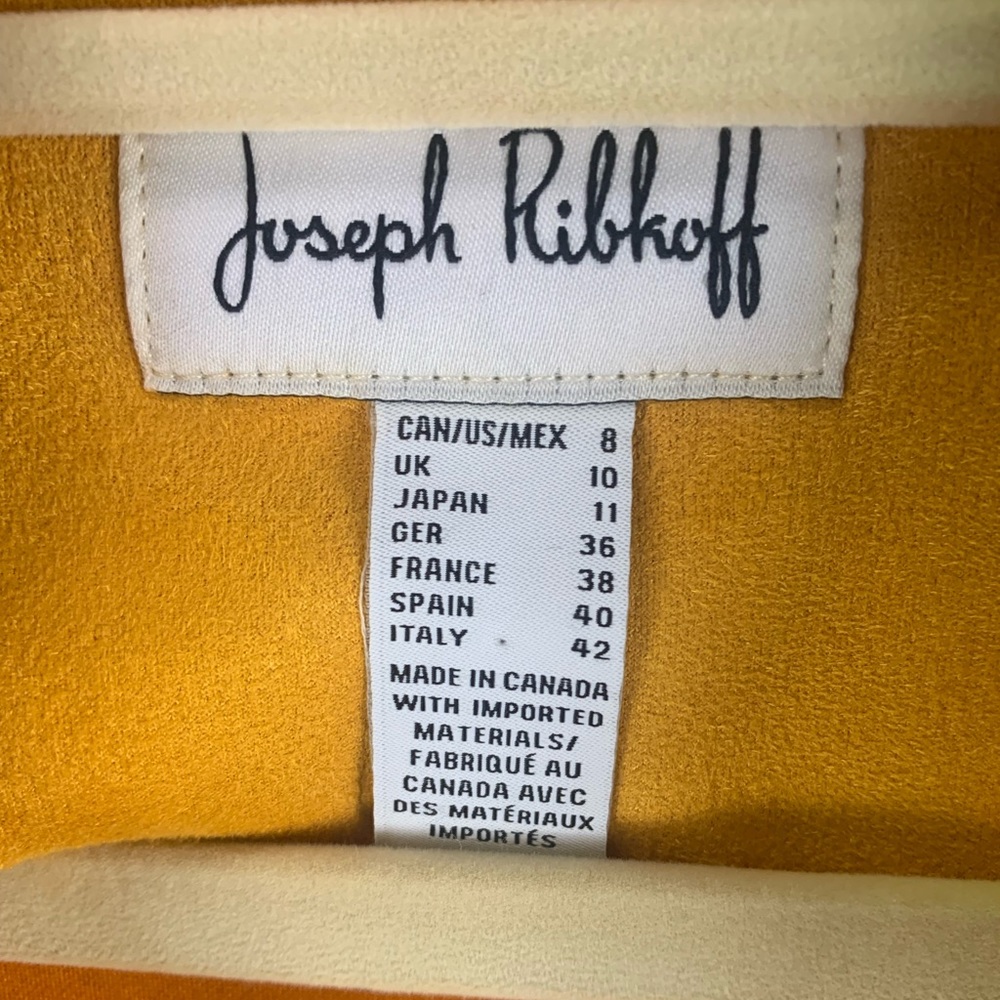 Joseph Ribkoff
CAN/US/MEX 8
UK 10
JAPAN 11
GER 36
FRANCE 38
SPAIN 40
ITALY 42
MADE IN CANADA
WITH IMPORTED
MATERIALS/
FABRIQUÉ AU
CANADA AVEC
DES MATÉRIAUX
IMPORTÉS